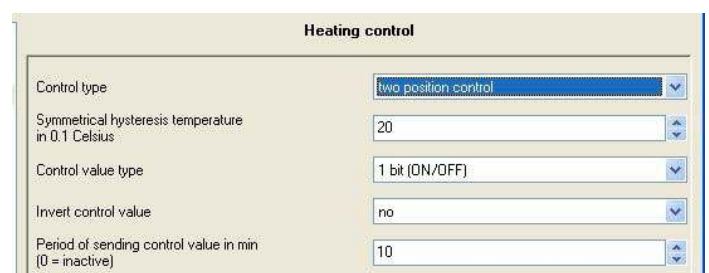 Heating control
Control type
two position control
Symmetrical hysteresis temperature
in 0.1 Celsius
20
Control value type
1 bit (ON/OFF)
Invert control value
no
Period of sending control value in min
(0 = inactive)
10